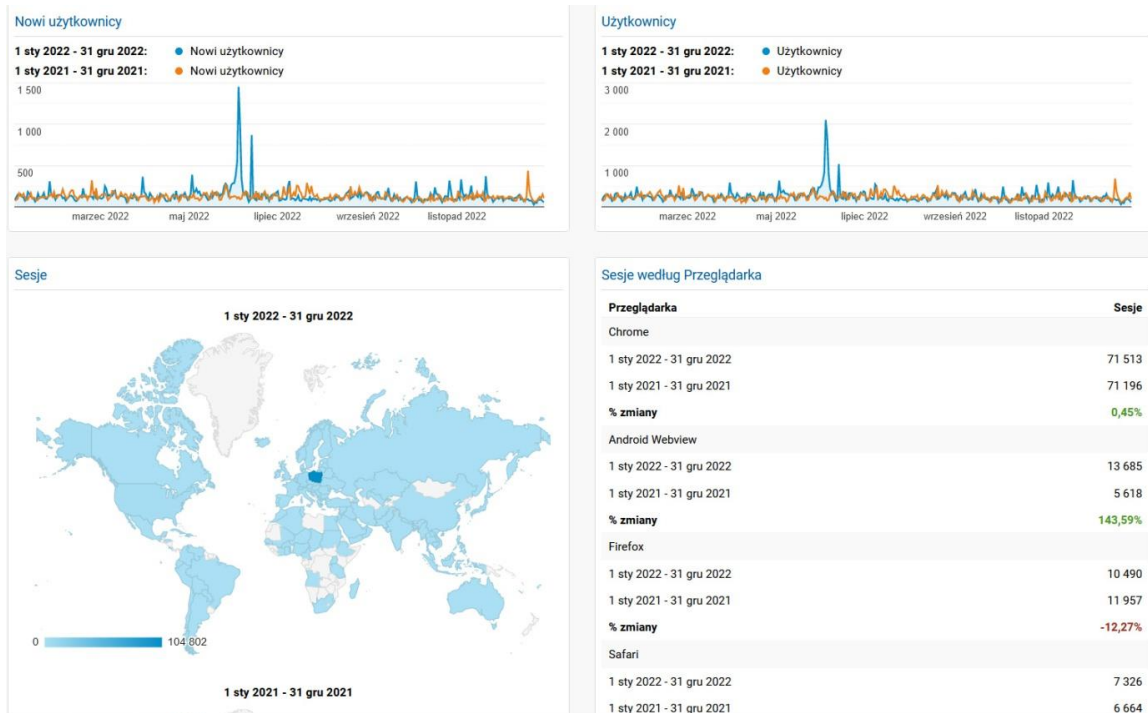 Nowi użytkownicy
1 sty 2022 - 31 gru 2022: Nowi użytkownicy
1 sty 2021 - 31 gru 2021: Nowi użytkownicy
1 500
1 000
500
marzec 2022 maj 2022 lipiec 2022 wrzesień 2022 listopad 2022
Użytkownicy
1 sty 2022 - 31 gru 2022: Użytkownicy
1 sty 2021 - 31 gru 2021: Użytkownicy
3 000
2 000
1 000
marzec 2022 maj 2022 lipiec 2022 wrzesień 2022 listopad 2022
Sesje
1 sty 2022 - 31 gru 2022
0 104 802
1 sty 2021 - 31 gru 2021
Sesje według Przeglądarka
Przeglądarka Sesje
Chrome
1 sty 2022 - 31 gru 2022 71 513
1 sty 2021 - 31 gru 2021 71 196
% zmiany 0,45%
Android Webview
1 sty 2022 - 31 gru 2022 13 685
1 sty 2021 - 31 gru 2021 5 618
% zmiany 143,59%
Firefox
1 sty 2022 - 31 gru 2022 10 490
1 sty 2021 - 31 gru 2021 11 957
% zmiany -12,27%
Safari
1 sty 2022 - 31 gru 2022 7 326
1 sty 2021 - 31 gru 2021 6 664